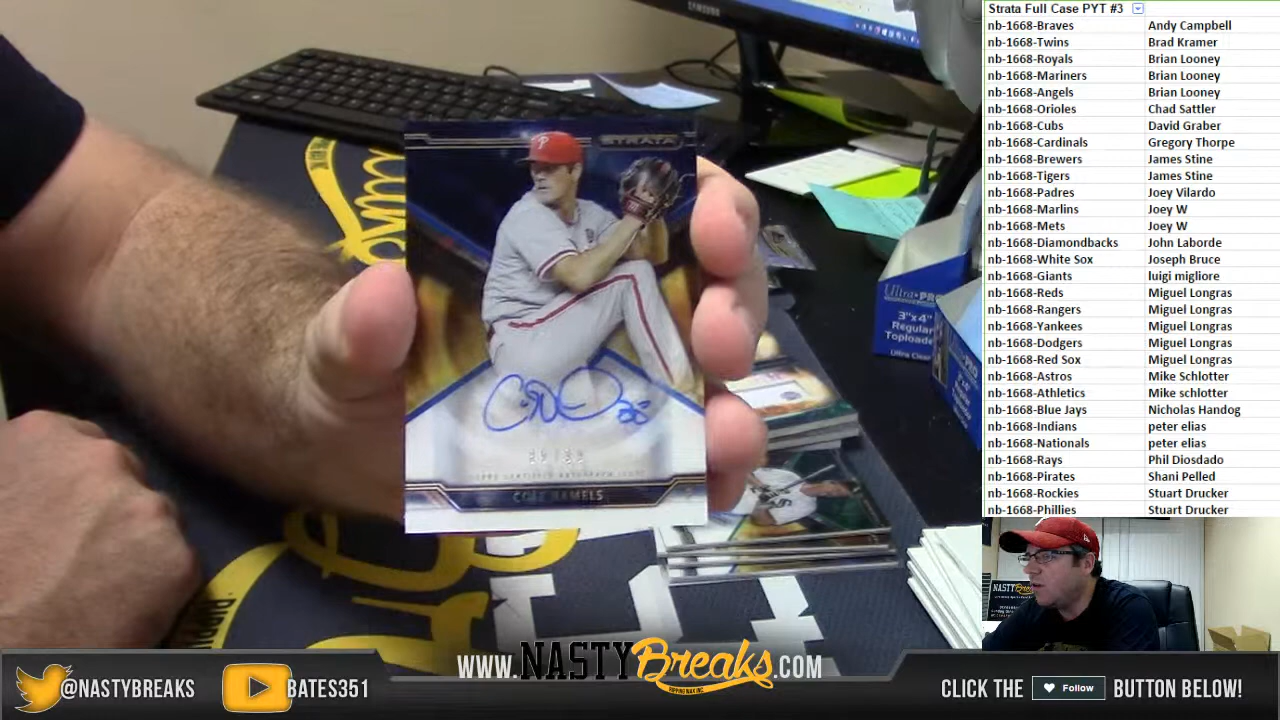 Strata Full Case PYT #3
nb-1668-Braves Andy Campbell
nb-1668-Twins Brad Kramer
nb-1668-Royals Brian Looney
nb-1668-Mariners Brian Looney
nb-1668-Angels Brian Looney
nb-1668-Orioles Chad Sattler
nb-1668-Cubs David Graber
nb-1668-Cardinals Gregory Thorpe
nb-1668-Brewers James Stine
nb-1668-Tigers James Stine
nb-1668-Padres Joey Vilardo
nb-1668-Marlins Joey W
nb-1668-Mets Joey W
nb-1668-Diamondbacks John Laborde
nb-1668-White Sox Joseph Bruce
nb-1668-Giants luigi migliore
nb-1668-Reds Miguel Longras
nb-1668-Rangers Miguel Longras
nb-1668-Yankees Miguel Longras
nb-1668-Dodgers Miguel Longras
nb-1668-Red Sox Miguel Longras
nb-1668-Astros Mike Schlotter
nb-1668-Athletics Mike schlotter
nb-1668-Blue Jays Nicholas Handog
nb-1668-Indians peter elias
nb-1668-Nationals peter elias
nb-1668-Rays Phil Diosdado
nb-1668-Pirates Shani Pelled
nb-1668-Rockies Stuart Drucker
nb-1668-Phillies Stuart Drucker
STRATA
P
COLE HAMELS
Ultra-PR
3"x4"
Regular
Toploade
Ultra Clear
@NASTYBREAKS
BATES351
WWW.NASTYBreaks.COM
RIPPING WAX INC.
CLICK THE Follow BUTTON BELOW!